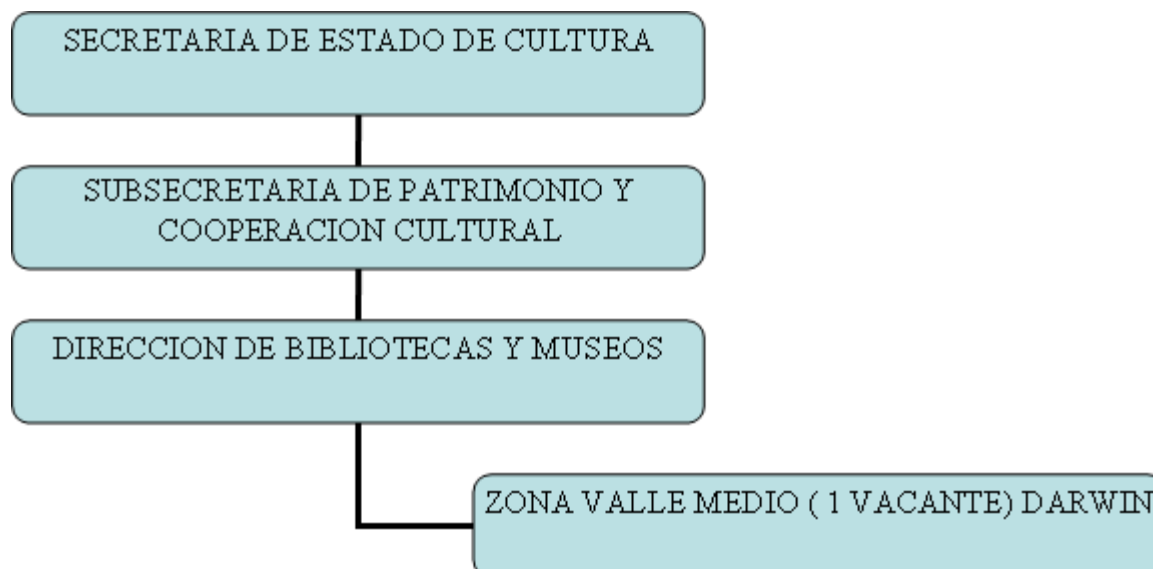 SECRETARIA DE ESTADO DE CULTURA
SUBSECRETARIA DE PATRIMONIO Y
COOPERACION CULTURAL
DIRECCION DE BIBLIOTECAS Y MUSEOS
ZONA VALLE MEDIO ( 1 VACANTE) DARWIN